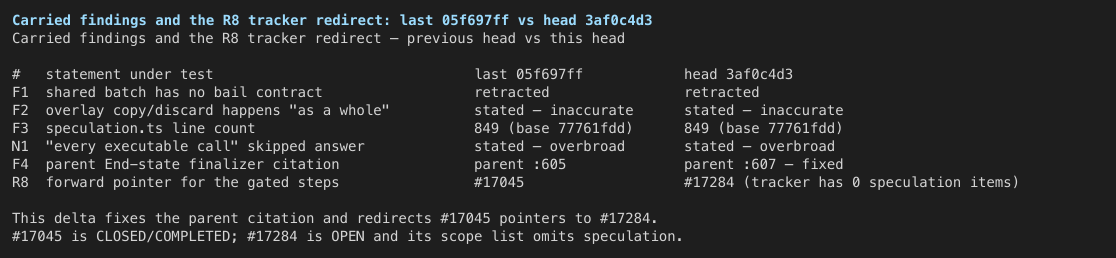 Carried findings and the R8 tracker redirect: last 05f697ff vs head 3af0c4d3
Carried findings and the R8 tracker redirect — previous head vs this head
# statement under test last 05f697ff head 3af0c4d3
F1 shared batch has no bail contract retracted retracted
F2 overlay copy/discard happens "as a whole" stated — inaccurate stated — inaccurate
F3 speculation.ts line count 849 (base 77761fdd) 849 (base 77761fdd)
N1 "every executable call" skipped answer stated — overbroad stated — overbroad
F4 parent End-state finalizer citation parent :605 parent :607 — fixed
R8 forward pointer for the gated steps #17045 #17284 (tracker has 0 speculation items)
This delta fixes the parent citation and redirects #17045 pointers to #17284.
#17045 is CLOSED/COMPLETED; #17284 is OPEN and its scope list omits speculation.